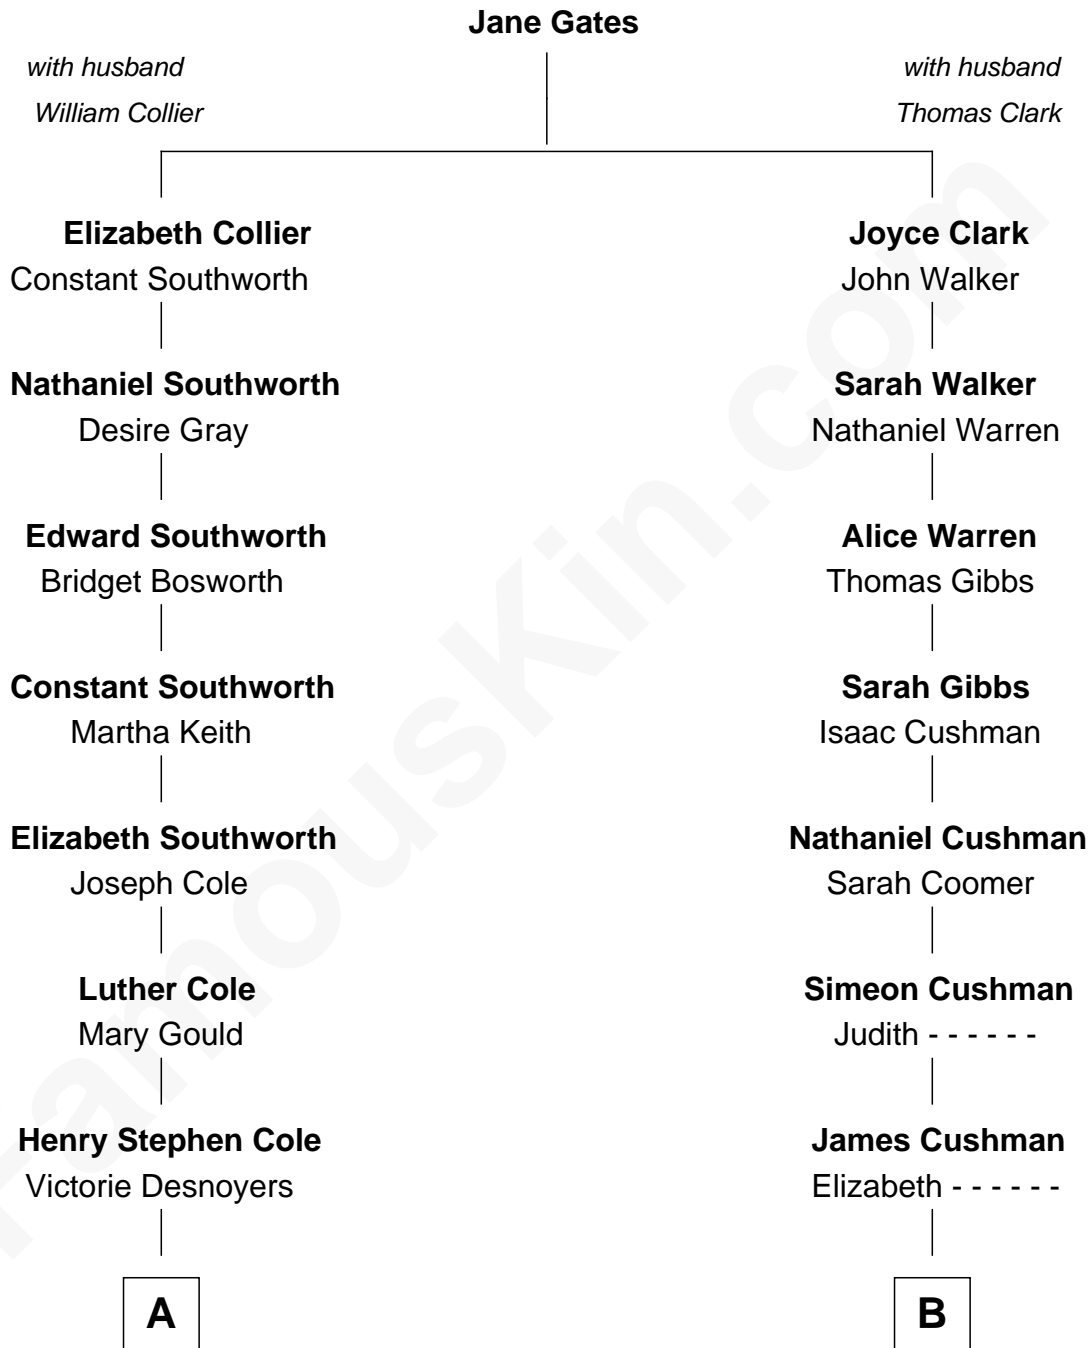 Jane Gates
with husband
William Collier
with husband
Thomas Clark
Elizabeth Collier
Constant Southworth
Joyce Clark
John Walker
Nathaniel Southworth
Desire Gray
Sarah Walker
Nathaniel Warren
Edward Southworth
Bridget Bosworth
Alice Warren
Thomas Gibbs
Constant Southworth
Martha Keith
Sarah Gibbs
Isaac Cushman
Elizabeth Southworth
Joseph Cole
Nathaniel Cushman
Sarah Coomer
Luther Cole
Mary Gould
Simeon Cushman
Judith - - - - - -
Henry Stephen Cole
Victorie Desnoyers
James Cushman
Elizabeth - - - - - -
A
B
FamousKin.com